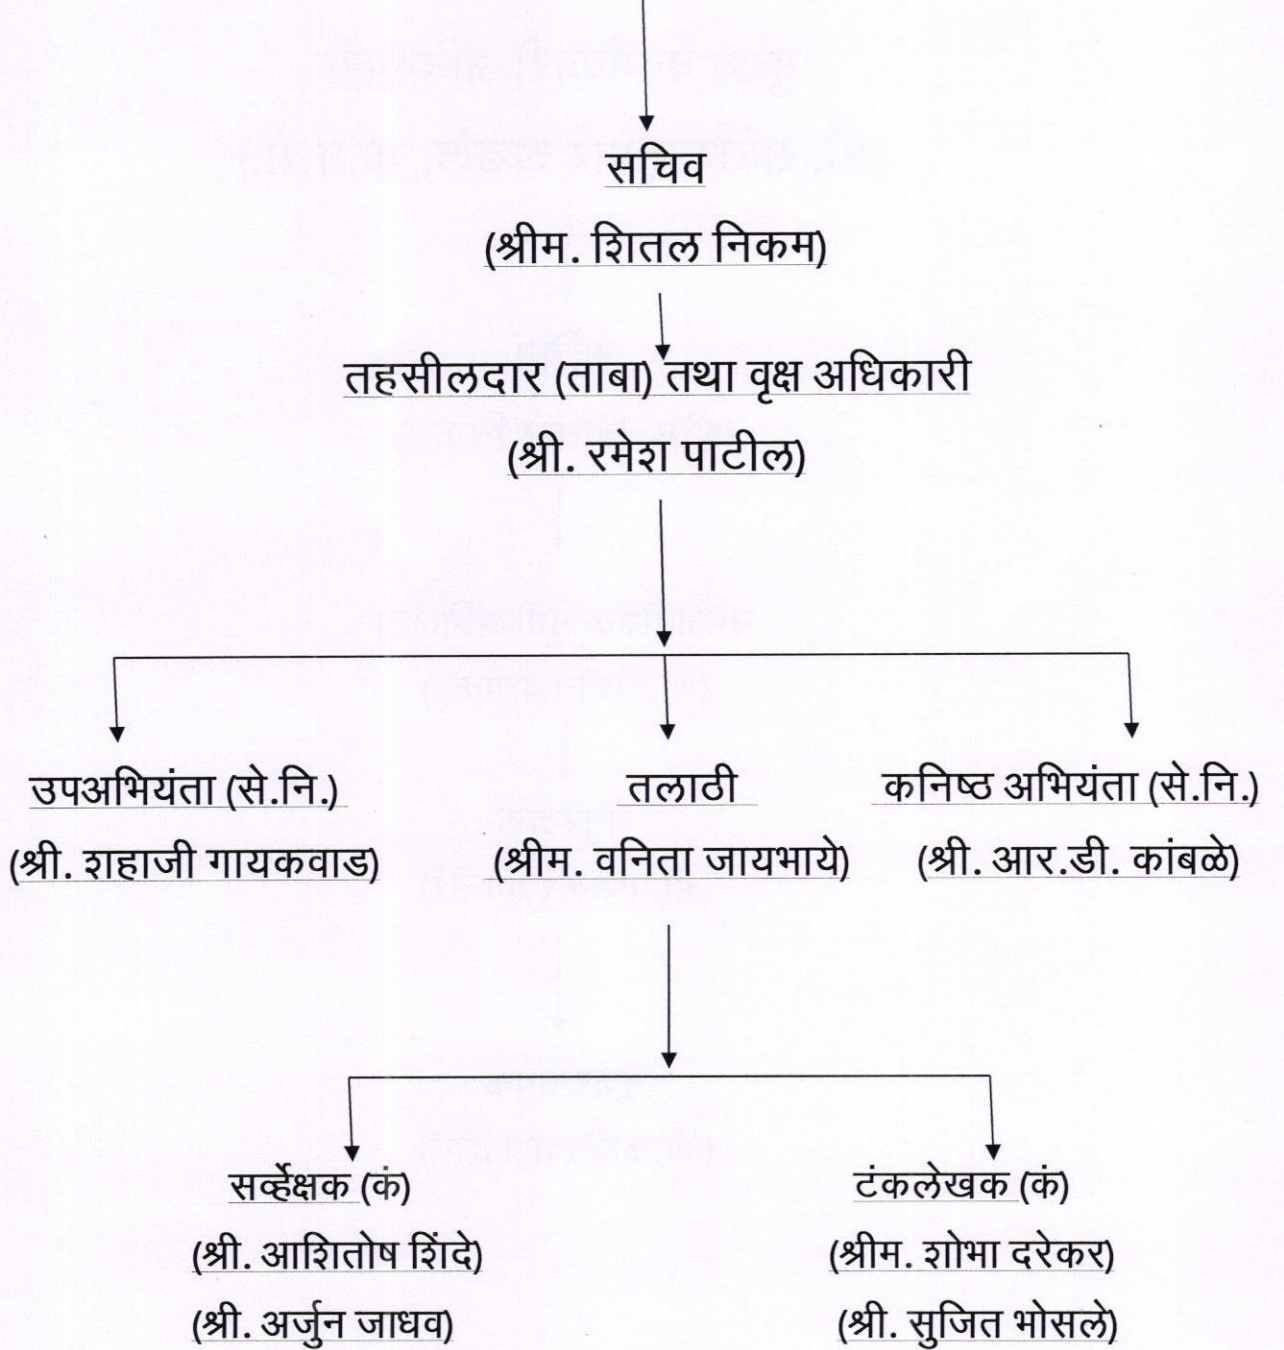 सचिव
(श्रीम. शितल निकम)
तहसीलदार (ताबा) तथा वृक्ष अधिकारी
(श्री. रमेश पाटील)
उपअभियंता (से.नि.)
(श्री. शहाजी गायकवाड)
तलाठी
(श्रीम. वनिता जायभाये)
कनिष्ठ अभियंता (से.नि.)
(श्री. आर.डी. कांबळे)
सर्व्हेक्षक (कं)
(श्री. आशितोष शिंदे)
(श्री. अर्जुन जाधव)
टंकलेखक (कं)
(श्रीम. शोभा दरेकर)
(श्री. सुजित भोसले)